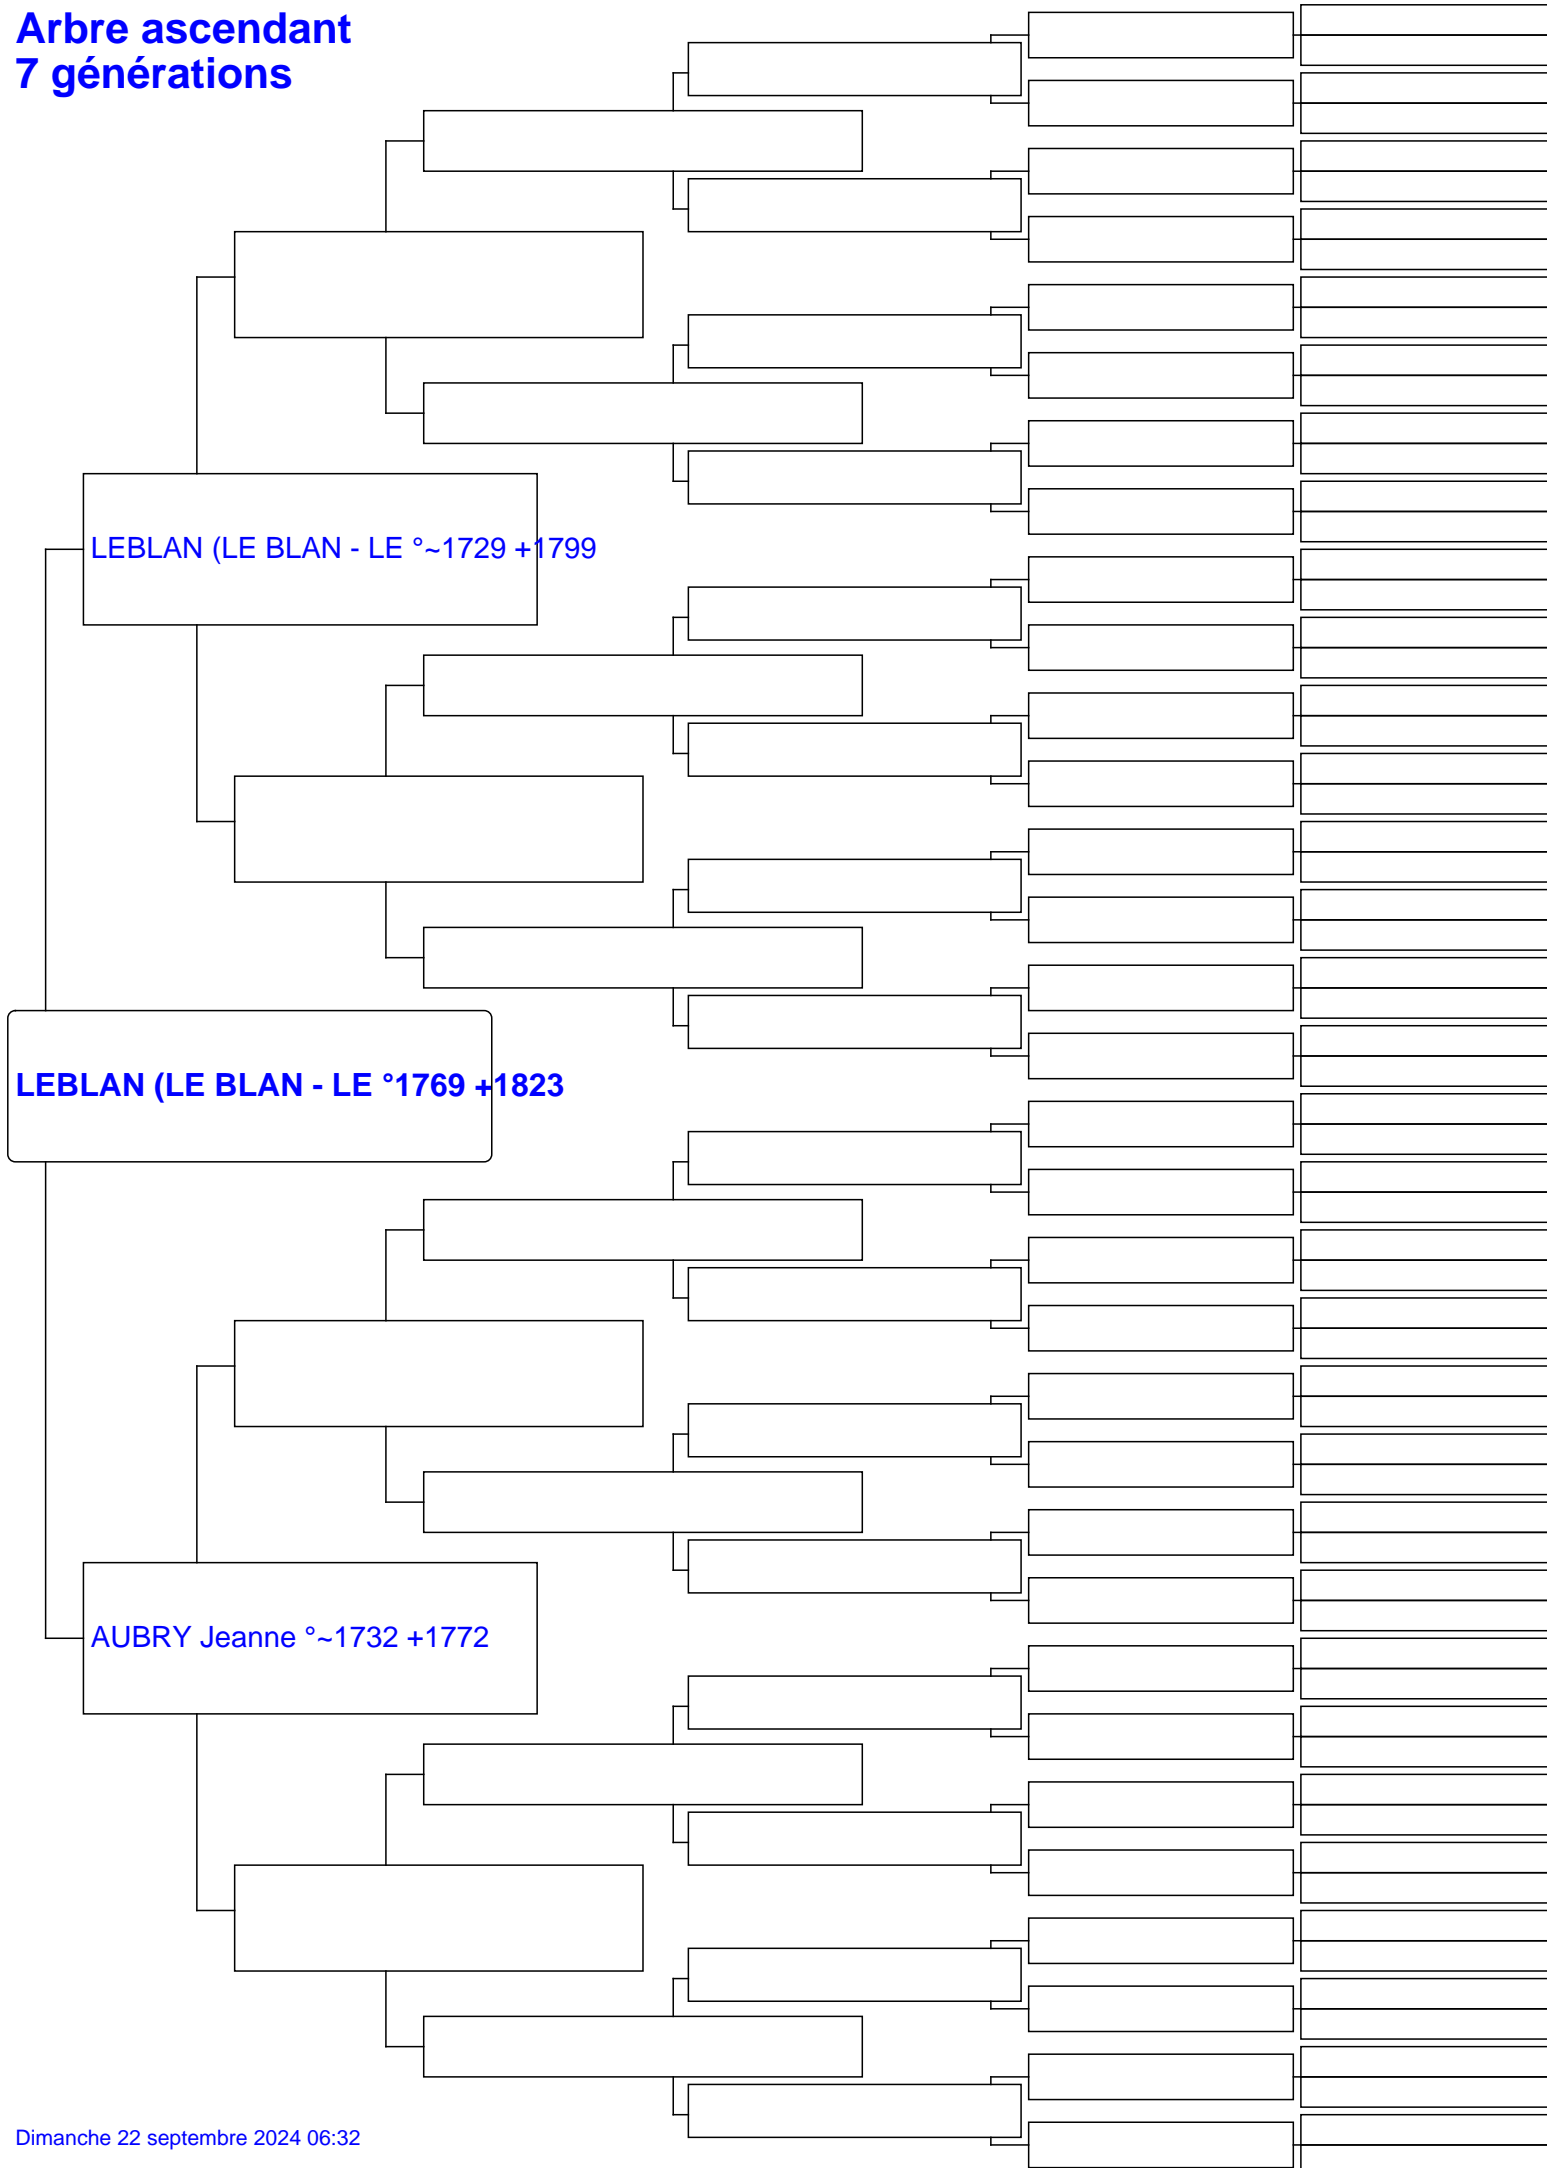 Arbre ascendant
7 générations
LEBLAN (LE BLAN - LE °~1729 +1799
LEBLAN (LE BLAN - LE °1769 +1823
AUBRY Jeanne °~1732 +1772
Dimanche 22 septembre 2024 06:32